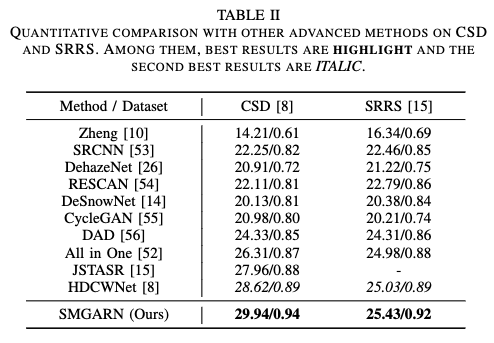 TABLE II
QUANTITATIVE COMPARISON WITH OTHER ADVANCED METHODS ON CSD
AND SRRS. AMONG THEM, BEST RESULTS ARE HIGHLIGHT AND THE
SECOND BEST RESULTS ARE ITALIC.
Method / Dataset CSD [8] SRRS [15]
Zheng [10] 14.21/0.61 16.34/0.69
SRCNN [53] 22.25/0.82 22.46/0.85
DehazeNet [26] 20.91/0.72 21.22/0.75
RESCAN [54] 22.11/0.81 22.79/0.86
DeSnowNet [14] 20.13/0.81 20.38/0.84
CycleGAN [55] 20.98/0.80 20.21/0.74
DAD [56] 24.33/0.85 24.31/0.86
All in One [52] 26.31/0.87 24.98/0.88
JSTASR [15] 27.96/0.88 -
HDCWNet [8] 28.62/0.89 25.03/0.89
SMGARN (Ours) 29.94/0.94 25.43/0.92